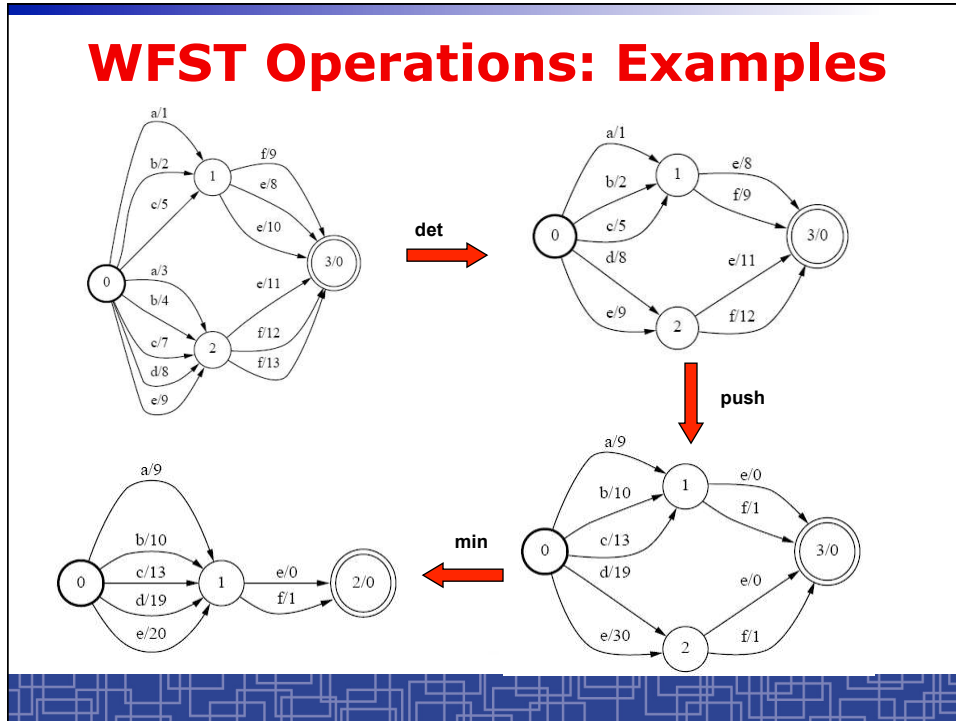 WFST Operations: Examples
a/1
b/2
c/5
a/3
b/4
c/7
d/8
e/9
0
1
2
f/9
e/8
e/10
e/11
f/12
f/13
3/0
det
a/1
b/2
c/5
d/8
e/9
0
1
2
e/8
f/9
e/11
f/12
3/0
push
a/9
b/10
c/13
d/19
e/30
0
1
2
e/0
f/1
e/0
f/1
3/0
min
a/9
b/10
c/13
d/19
e/20
0
1
e/0
f/1
2/0